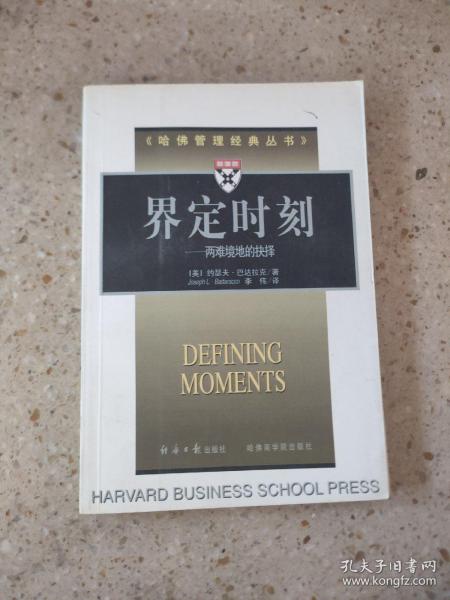 《哈佛管理经典丛书》
界定时刻
——两难境地的抉择
〔美〕约瑟夫·巴达拉克/著
Joseph L·Badaracco 李 伟/译
DEFINING
MOMENTS
经济日报出版社 哈佛商学院出版社
HARVARD BUSINESS SCHOOL PRESS
孔夫子旧书网
www.kongfz.com